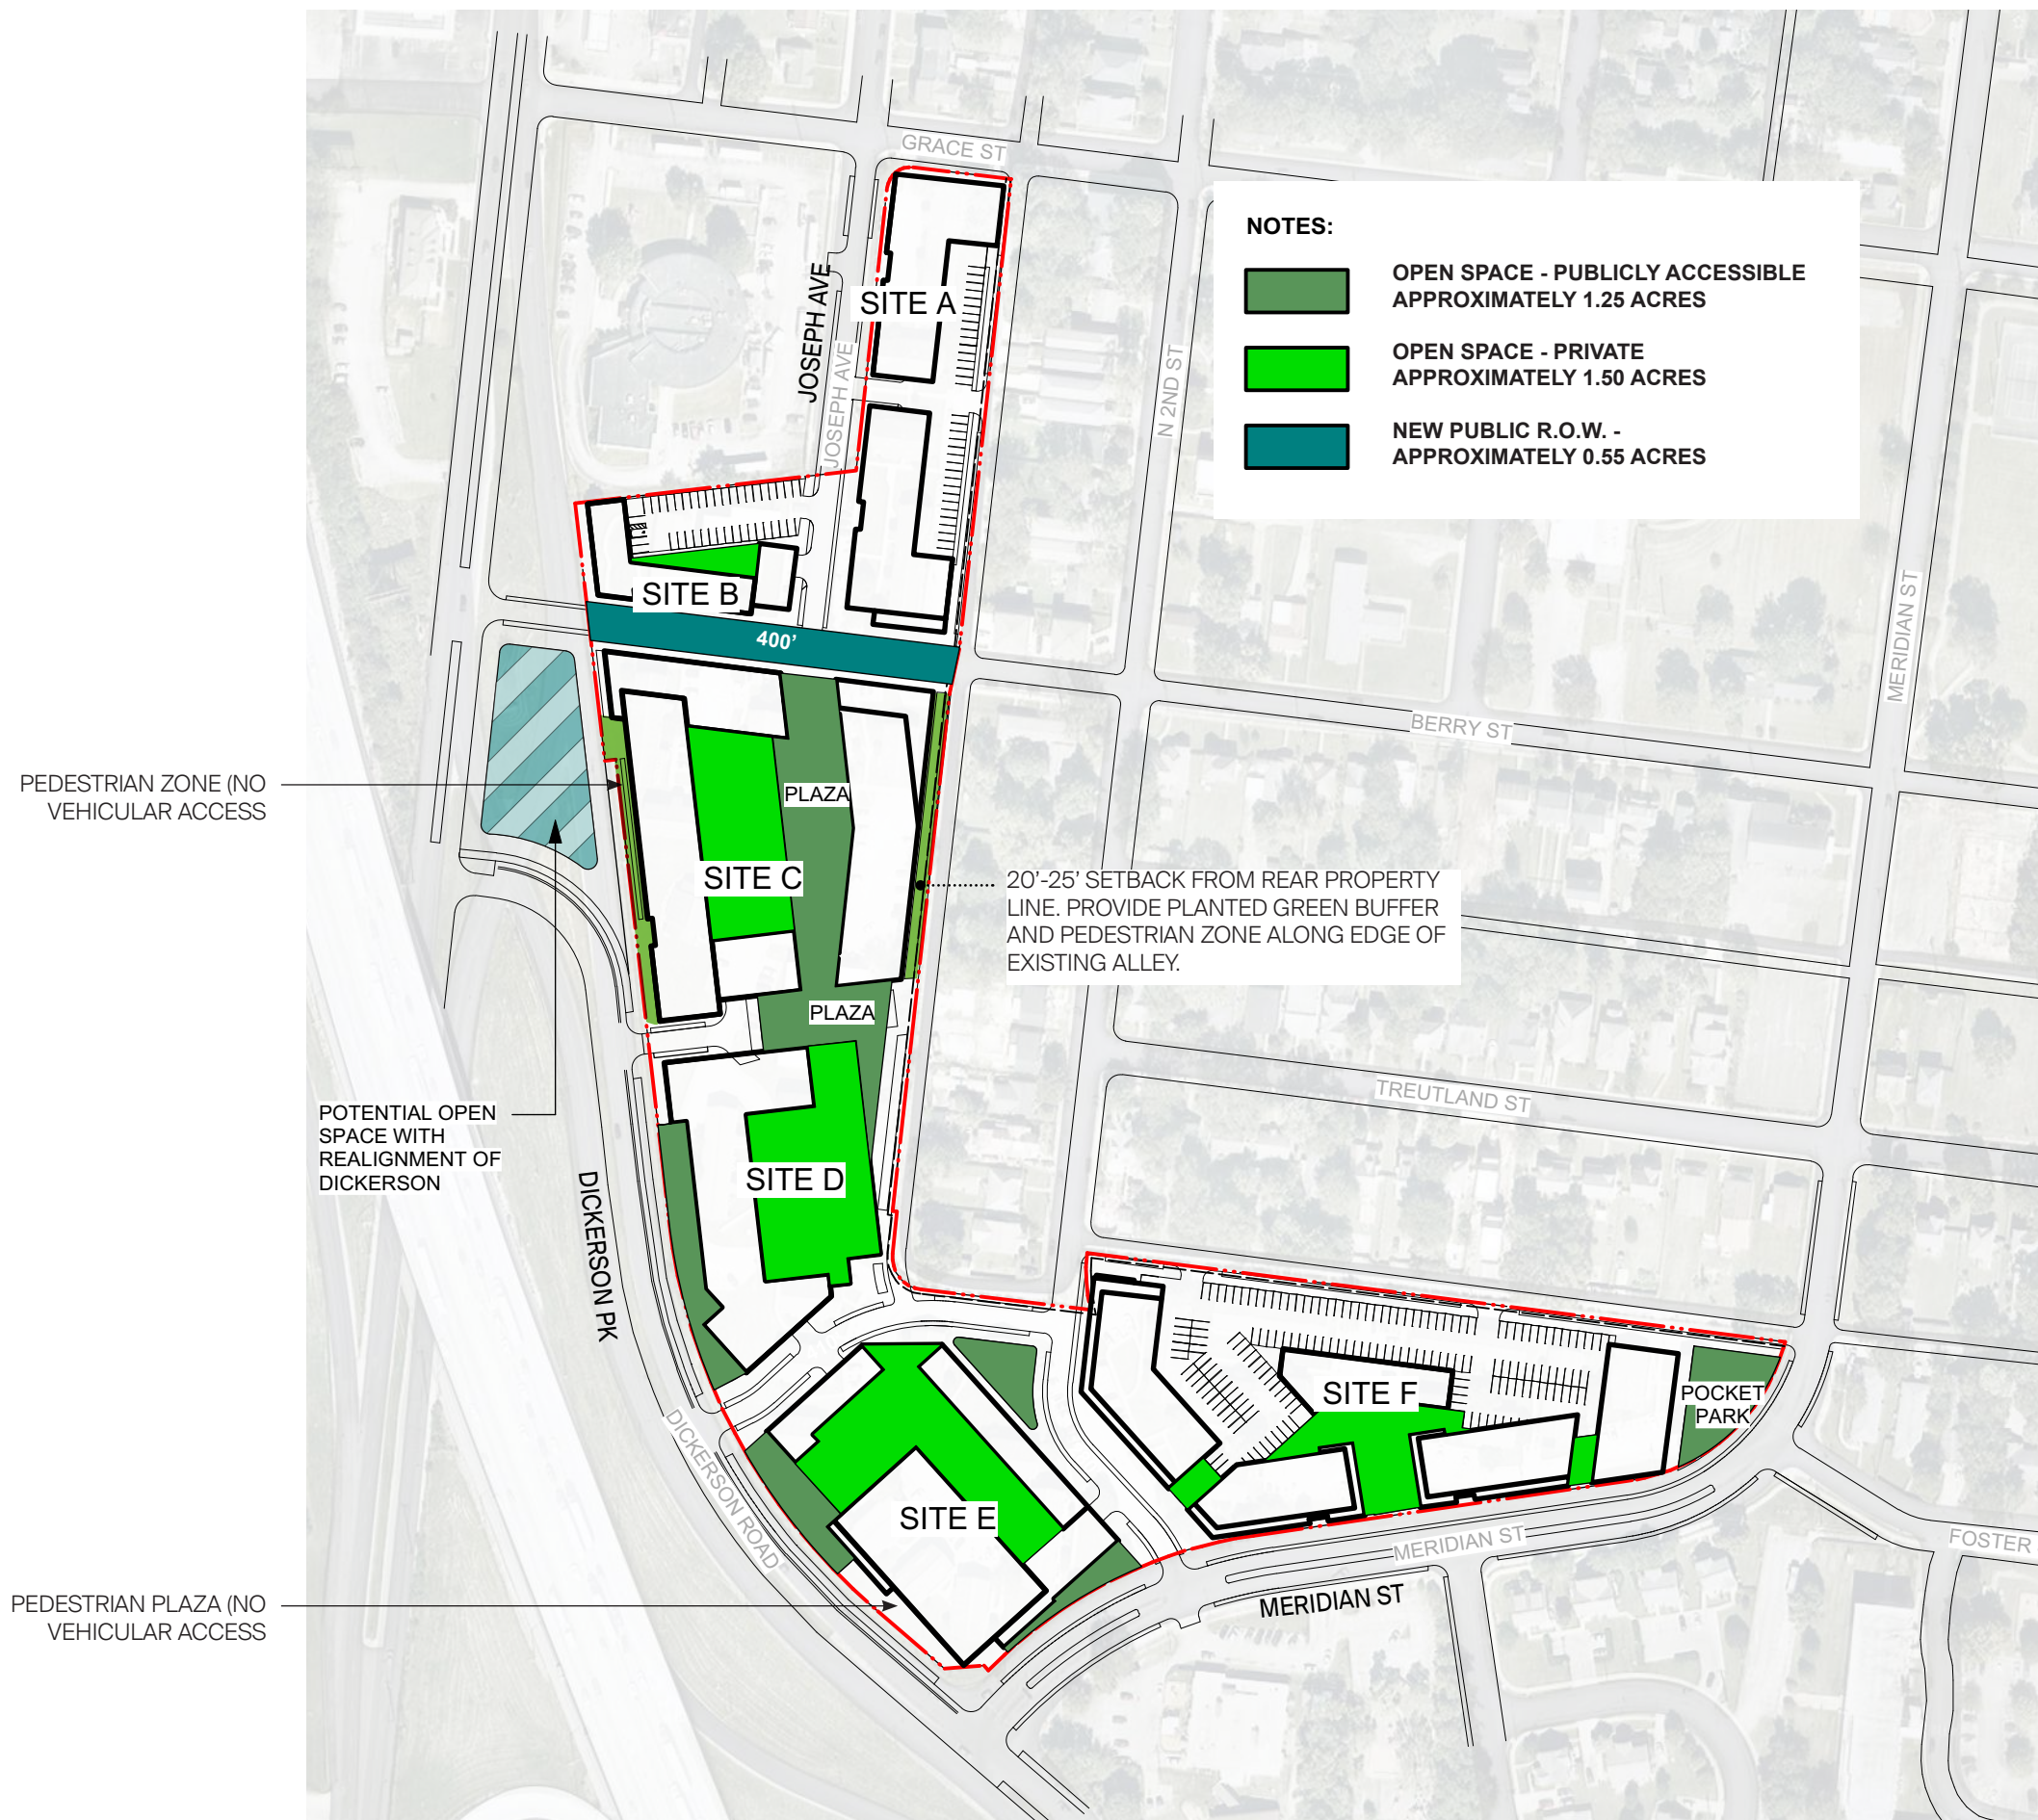 GRACE ST
NOTES:
OPEN SPACE - PUBLICLY ACCESSIBLE
APPROXIMATELY 1.25 ACRES
OPEN SPACE - PRIVATE
APPROXIMATELY 1.50 ACRES
NEW PUBLIC R.O.W. -
APPROXIMATELY 0.55 ACRES
JOSEPH AVE
JOSEPH AVE
SITE A
N 2ND ST
SITE B
400’
MERIDIAN ST
BERRY ST
PEDESTRIAN ZONE (NO
VEHICULAR ACCESS
PLAZA
SITE C
20’-25’ SETBACK FROM REAR PROPERTY
LINE. PROVIDE PLANTED GREEN BUFFER
AND PEDESTRIAN ZONE ALONG EDGE OF
EXISTING ALLEY.
PLAZA
POTENTIAL OPEN
SPACE WITH
REALIGNMENT OF
DICKERSON
TREUTLAND ST
SITE D
DICKERSON PK
SITE F
POCKET
PARK
DICKERSON ROAD
SITE E
MERIDIAN ST
FOSTER
MERIDIAN ST
PEDESTRIAN PLAZA (NO
VEHICULAR ACCESS